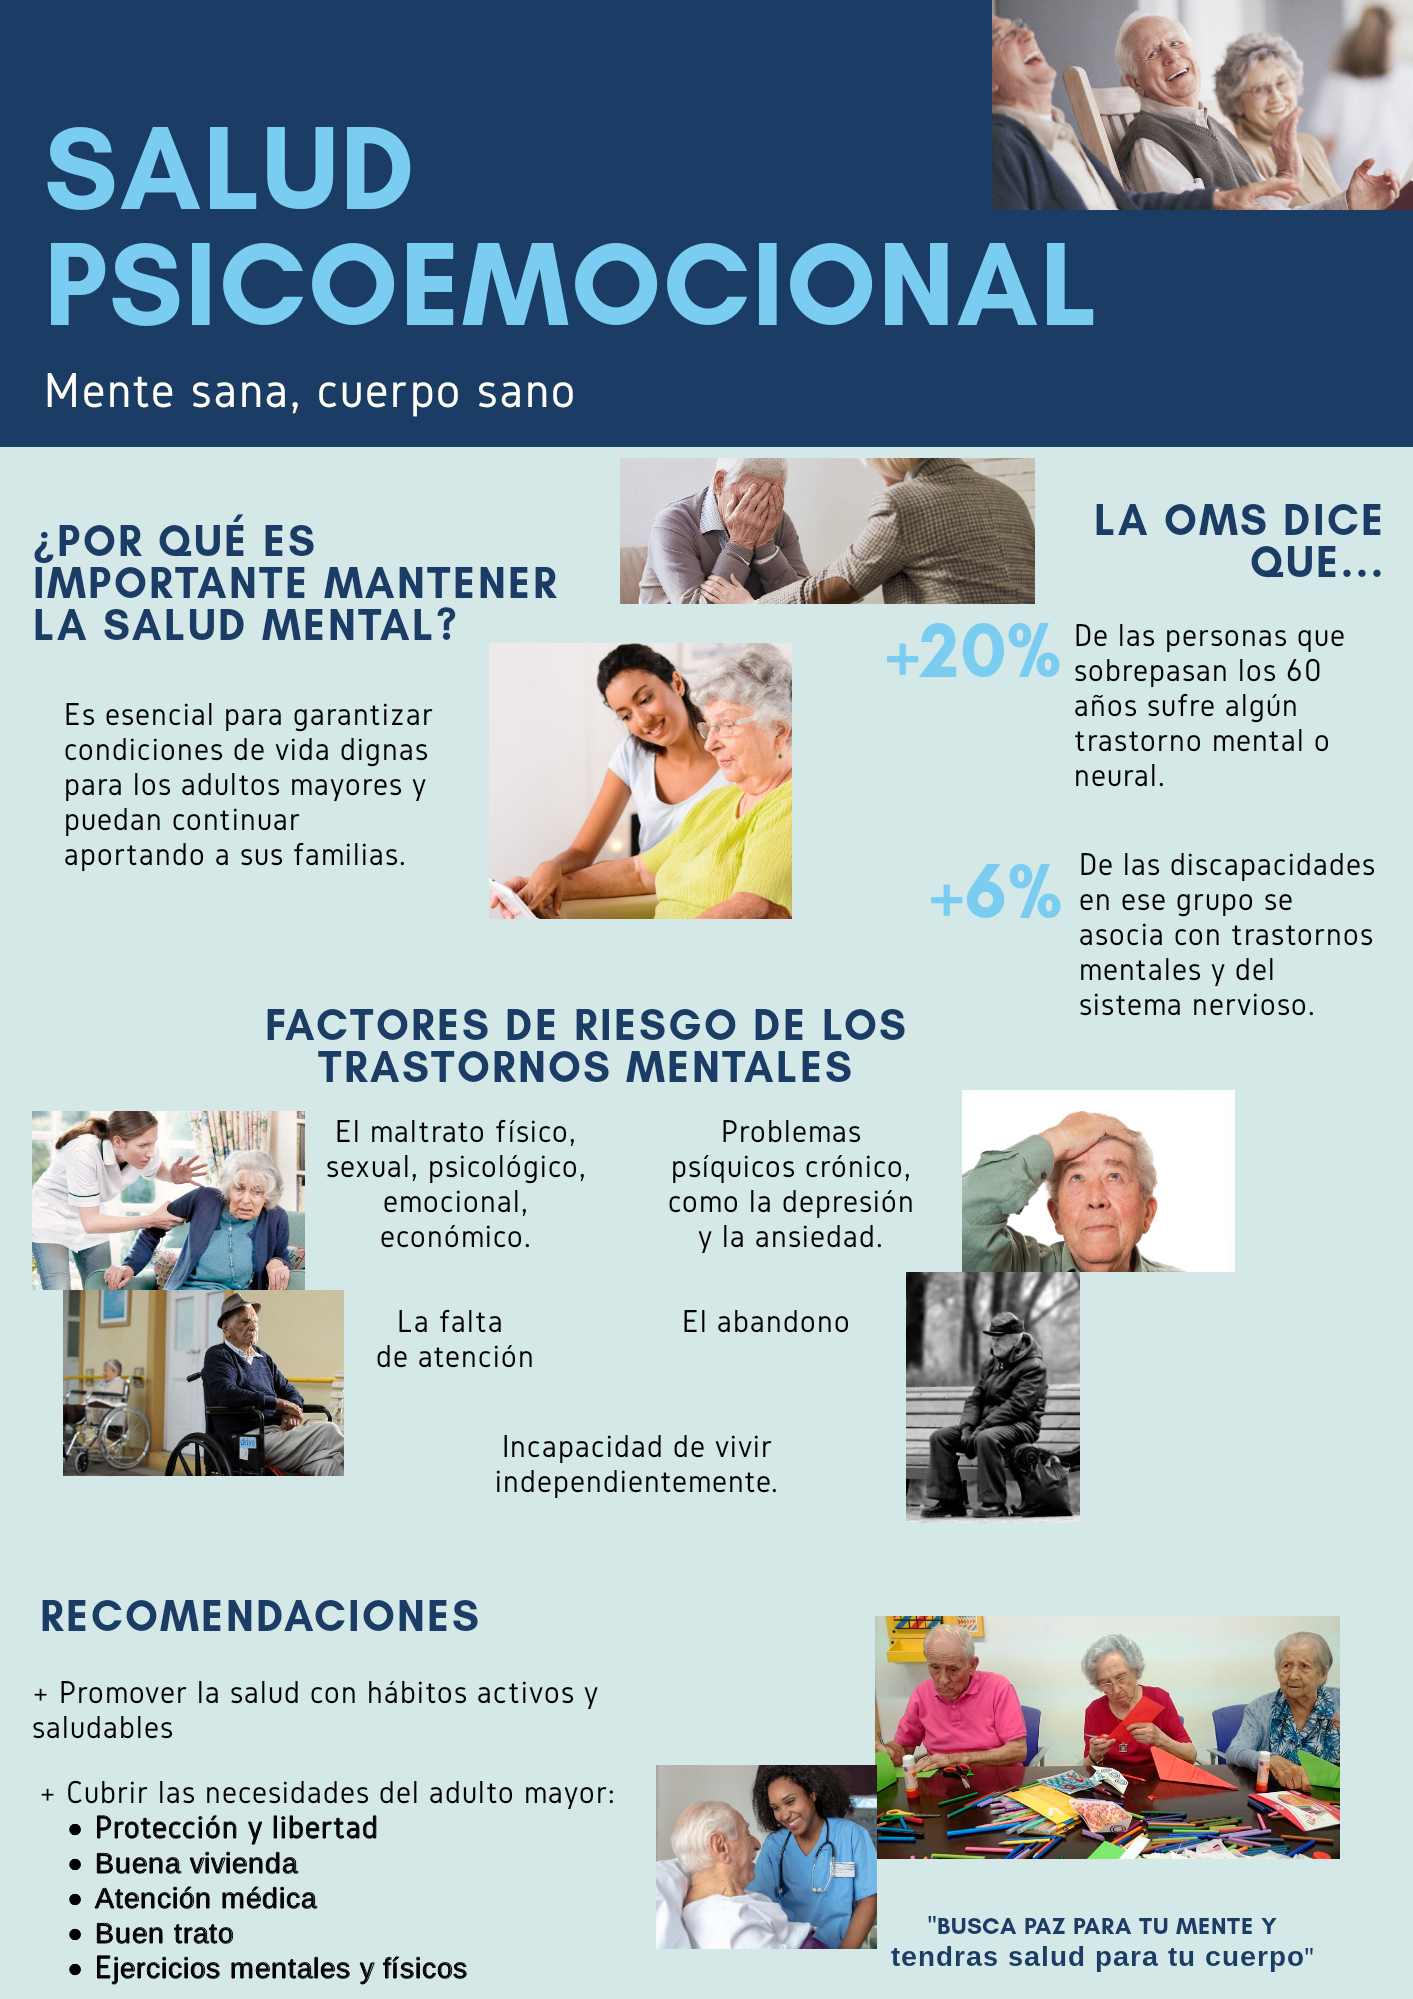 SALUD
PSICOEMOCIONAL
Mente sana, cuerpo sano
¿POR QUÉ ES
IMPORTANTE MANTENER
LA SALUD MENTAL?
Es esencial para garantizar
condiciones de vida dignas
para los adultos mayores y
puedan continuar
aportando a sus familias.
LA OMS DICE
QUE...
+20%
De las personas que
sobrepasan los 60
años sufre algún
trastorno mental o
neural.
+6%
De las discapacidades
en ese grupo se
asocia con trastornos
mentales y del
sistema nervioso.
FACTORES DE RIESGO DE LOS
TRASTORNOS MENTALES
El maltrato físico,
sexual, psicológico,
emocional,
económico.
Problemas
psíquicos crónico,
como la depresión
y la ansiedad.
La falta
de atención
El abandono
drive
Incapacidad de vivir
independientemente.
RECOMENDACIONES
+ Promover la salud con hábitos activos y
saludables
+ Cubrir las necesidades del adulto mayor:
• Protección y libertad
• Buena vivienda
• Atención médica
• Buen trato
• Ejercicios mentales y físicos
"BUSCA PAZ PARA TU MENTE Y
tendras salud para tu cuerpo"